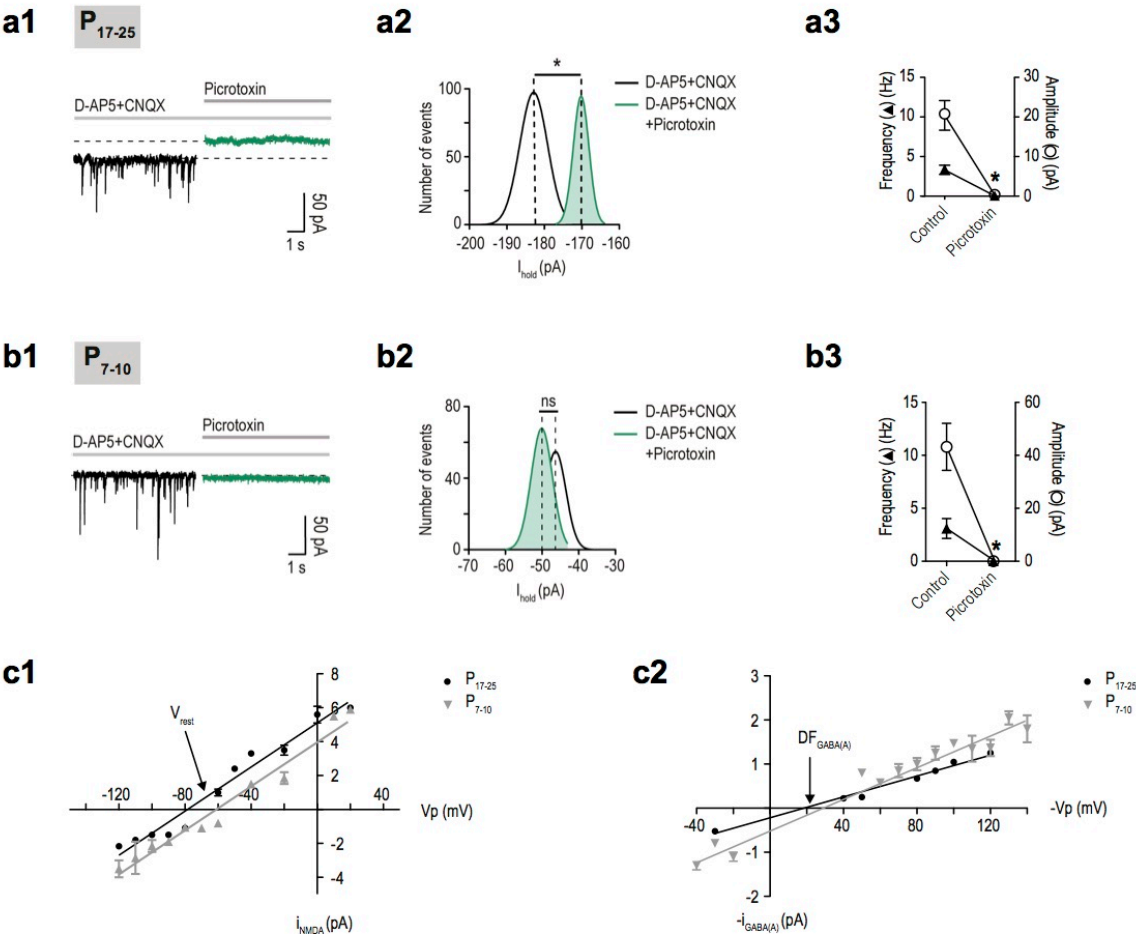 a1
P17-25
Picrotoxin
D-AP5+CNQX
50 pA
1 s
a2
*
D-AP5+CNQX
D-AP5+CNQX
+Picrotoxin
100
50
0
Number of events
-200 -190 -180 -170 -160
Ihold (pA)
a3
15
10
5
0
Frequency (▲) (Hz)
30
20
10
0
Amplitude (O) (pA)
*
Control
Picrotoxin
b1
P7-10
Picrotoxin
D-AP5+CNQX
50 pA
1 s
b2
ns
D-AP5+CNQX
D-AP5+CNQX
+Picrotoxin
80
60
40
20
0
Number of events
-70 -60 -50 -40 -30
Ihold (pA)
b3
15
10
5
0
Frequency (▲) (Hz)
60
40
20
0
Amplitude (O) (pA)
*
Control
Picrotoxin
c1
P17-25
P7-10
Vrest
8
6
4
2
-2
-4
-120 -80 -40 40
Vp (mV)
iNMDA (pA)
c2
P17-25
P7-10
DFGABA(A)
3
2
1
-1
-2
-40 40 80 120
-Vp (mV)
-iGABA(A) (pA)